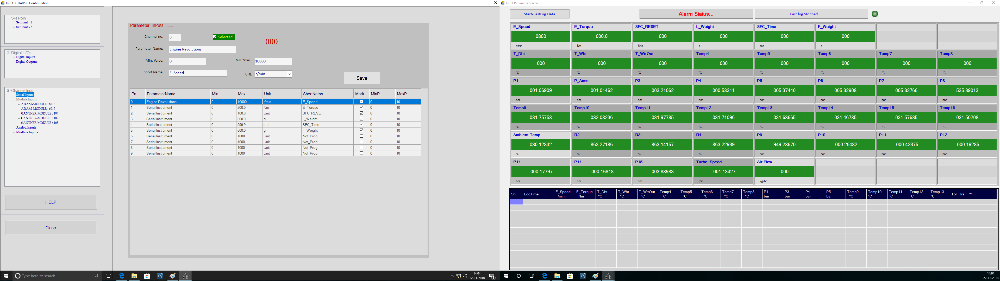 InPut / OutPut Configuration ........
Set Poin
SetPoint - 1
SetPoint - 2
Digital In/Ou
Digital Inputs
Digital Outputs
Channel Inpu
Serial Inputs
Module Inputs
ADAM-MODULE : 6018
ADAM-MODULE : 6017
GANTNER-MODULE : 104
GANTNER-MODULE : 107
GANTNER-MODULE : 108
Analog Inputs
Modbus Inputs
HELP
Close
Parameter InPuts .......
Channel no. 0 Selected 000
Parameter Name: Engine Revolutions
Min. Value: 0 Max. Value: 10000
Short Name: E_Speed Unit: r/min
Save
Pn ParameterName Min Max Unit ShortName Mark MinP MaxP
0 Engine Revolutions 0 10000 r/min E_Speed 0 10
1 Serial Instrument 0 500.0 Nm E_Torque 0 10
2 Serial Instrument 0 100.0 Unit SFC_RESET 0 10
3 Serial Instrument 0 600.0 g L_Weight 0 10
4 Serial Instrument 0 999.9 sec SFC_Time 0 10
5 Serial Instrument 0 600.0 g F_Weight 0 10
6 Serial Instrument 0 1000 Unit Not_Prog 0 10
7 Serial Instrument 0 1000 Unit Not_Prog 0 10
8 Serial Instrument 0 1000 Unit Not_Prog 0 10
9 Serial Instrument 0 1000 Unit Not_Prog 0 10
Type here to search
14:04
22-11-2018
3
InPut Parameter Screen
Start-FastLog Data Alarm Status... Fast log Stopped..............
E_Speed E_Torque SFC_RESET L_Weight SFC_Time F_Weight
0800 000.0 000 000 000 000
r/min Nm Unit g sec g
T_Dbt T_Wbt T_WtrOut Temp4 Temp5 Temp6 Temp7 Temp8
000 000 000 000 000 000 000 000
°C °C °C °C °C °C °C °C
P1 P_Atms P3 P4 P5 P6 P7 P8
001.06909 001.01462 003.21062 000.53311 005.37440 005.32908 005.32766 535.39013
bar bar bar bar bar bar bar bar
Temp9 Temp10 Temp11 Temp12 Temp13 Temp14 Temp15 Temp16
031.75758 032.08236 031.97785 031.71096 031.63665 031.46785 031.57635 031.50208
°C °C °C °C °C °C °C °C
Ambient Temp R2 R3 R4 P9 P10 P11 P12
030.12842 863.27186 863.14157 863.22939 949.28670 -000.26482 -000.42375 -000.19285
°C °C °C °C bar bar bar bar
P14 P14 P15 Turbo_Speed Air Flow
-000.17797 -000.16818 003.88983 -001.13427 000
bar bar bar rpm kg/hr
Sn LogTime E_Speed E_Torque T_Dbt T_Wbt T_WtrOut Temp4 Temp5 Temp6 Temp7 Temp8 P1 P3 P4 P5 Temp9 Temp10 Temp11 Temp12 Temp13 Tol_Hrs ***
r/min Nm °C °C °C °C °C °C °C °C bar bar bar bar °C °C °C °C °C
14:04
22-11-2018